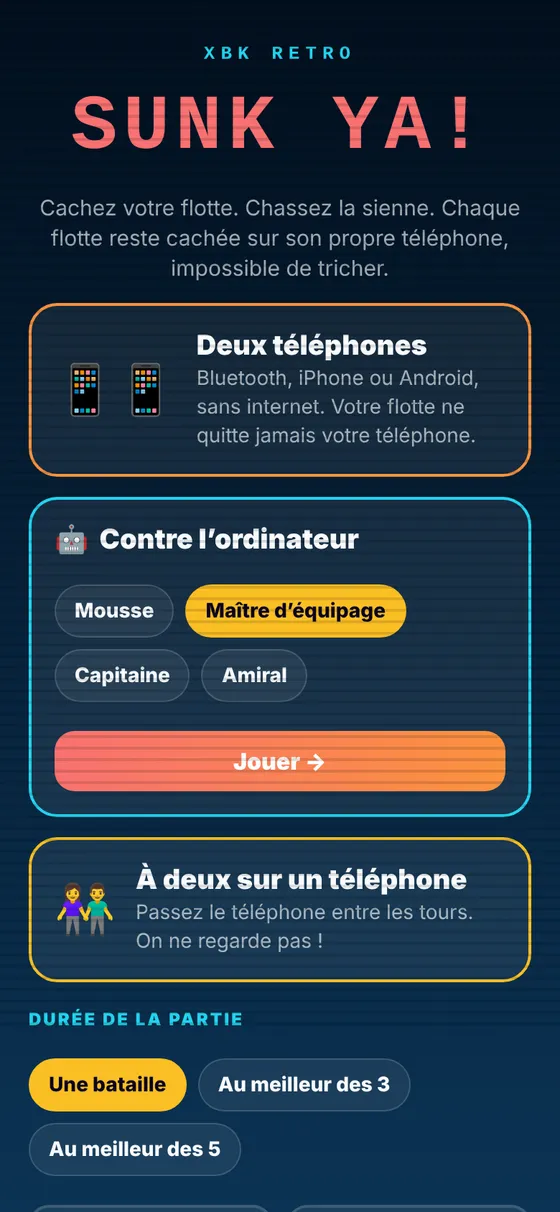 XBK RETRO
SUNK YA!
Cachez votre flotte. Chassez la sienne. Chaque
flotte reste cachée sur son propre téléphone,
impossible de tricher.
Deux téléphones
Bluetooth, iPhone ou Android,
sans internet. Votre flotte ne
quitte jamais votre téléphone.
Contre l’ordinateur
Mousse
Maître d’équipage
Capitaine
Amiral
Jouer →
À deux sur un téléphone
Passez le téléphone entre les tours.
On ne regarde pas !
DURÉE DE LA PARTIE
Une bataille
Au meilleur des 3
Au meilleur des 5